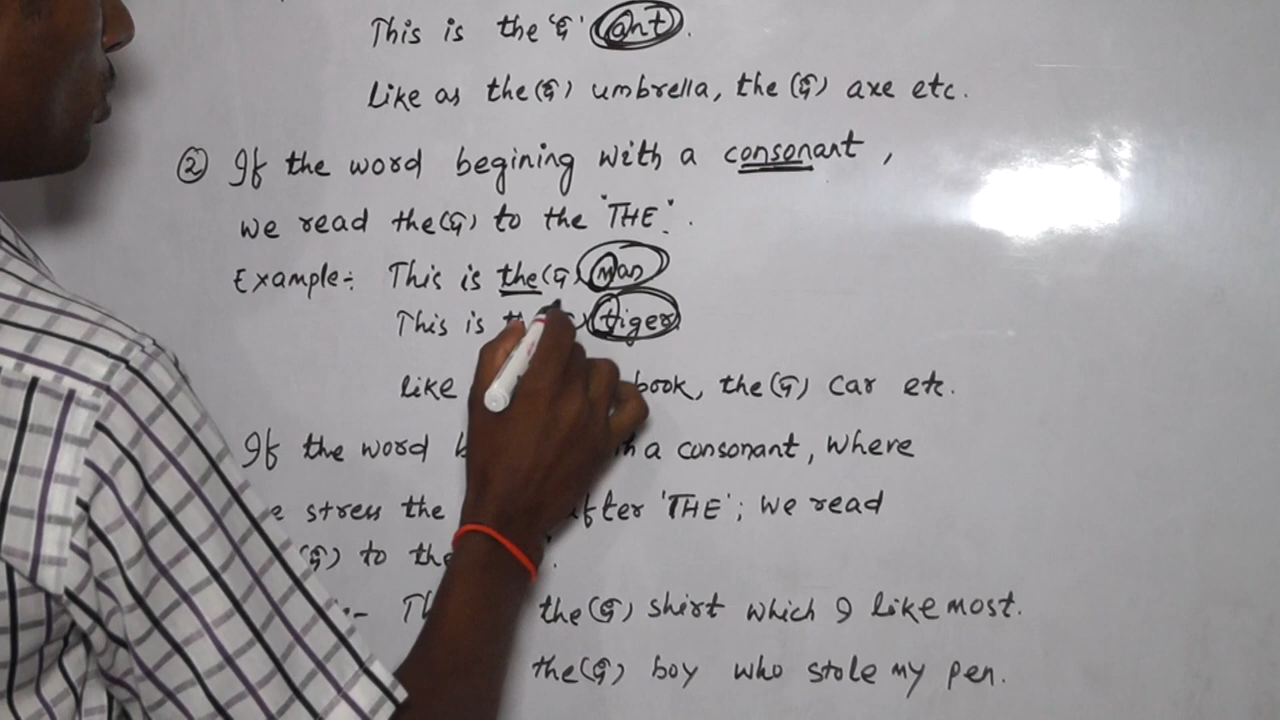 This is the 'दि' ant.
Like as the (दि) umbrella, the (दि) axe etc.
② If the word begining with a consonant,
we read the (द) to the "THE".
Example:- This is the (द) man
This is tiger.
like book, the (द) car etc.
If the word a consonant, where
stress the after 'THE'; we read
to the
the (दि) shirt which I like most.
the (दि) boy who stole my pen.